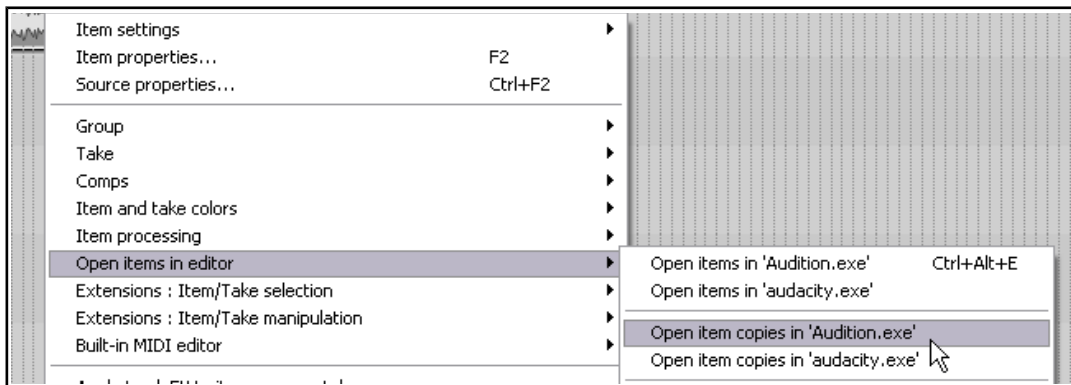 Item settings
Item properties... F2
Source properties... Ctrl+F2
Group
Take
Comps
Item and take colors
Item processing
Open items in editor
Extensions : Item/Take selection
Extensions : Item/Take manipulation
Built-in MIDI editor
Open items in 'Audition.exe' Ctrl+Alt+E
Open items in 'audacity.exe'
Open item copies in 'Audition.exe'
Open item copies in 'audacity.exe'